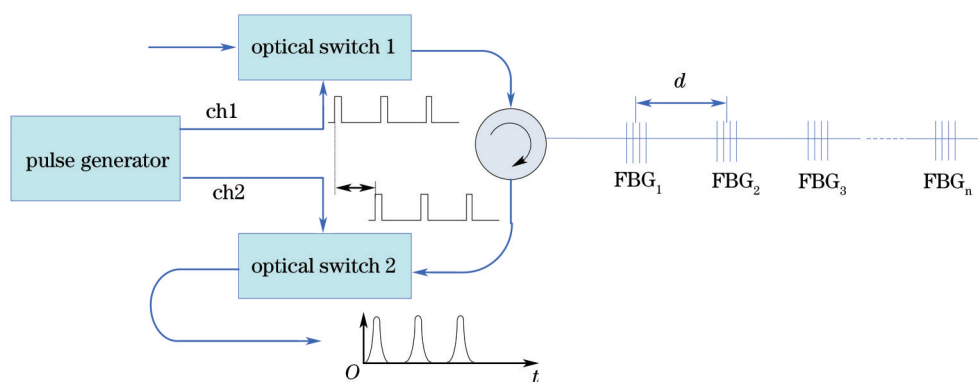 optical switch 1
ch1
d
pulse generator
FBG1 FBG2 FBG3 FBGn
ch2
optical switch 2
O
t